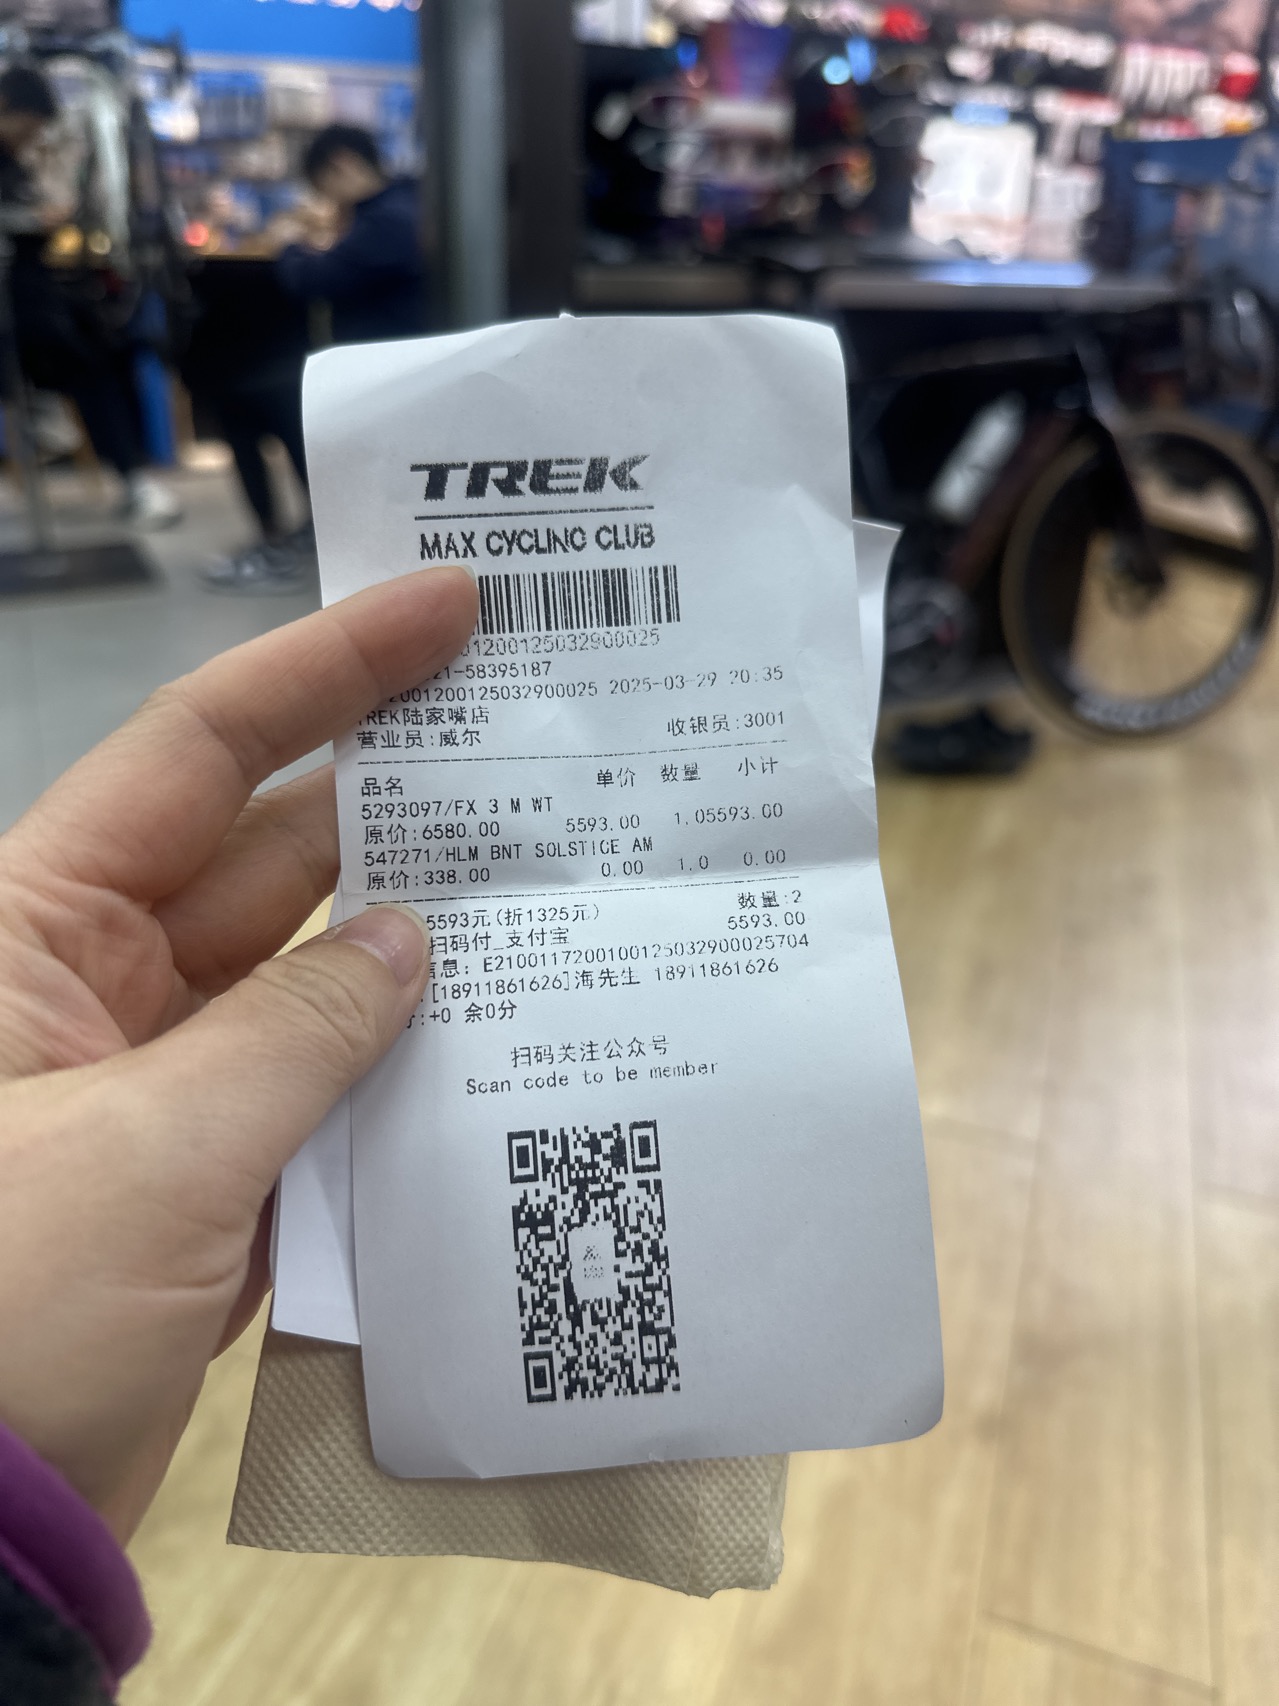 TREK
MAX CYCLING CLUB
01200125032900025
21-58395187
2001200125032900025 2025-03-29 20:35
TREK陆家嘴店
营业员:威尔 收银员:3001
品名 单价 数量 小计
5293097/FX 3 M WT
原价:6580.00 5593.00 1.05593.00
547271/HLM BNT SOLSTICE AM
原价:338.00 0.00 1.0 0.00
5593元(折1325元) 数量:2
扫码付_支付宝 5593.00
信息: E2100117200100125032900025704
[18911861626]海先生 18911861626
:+0 余0分
扫码关注公众号
Scan code to be member